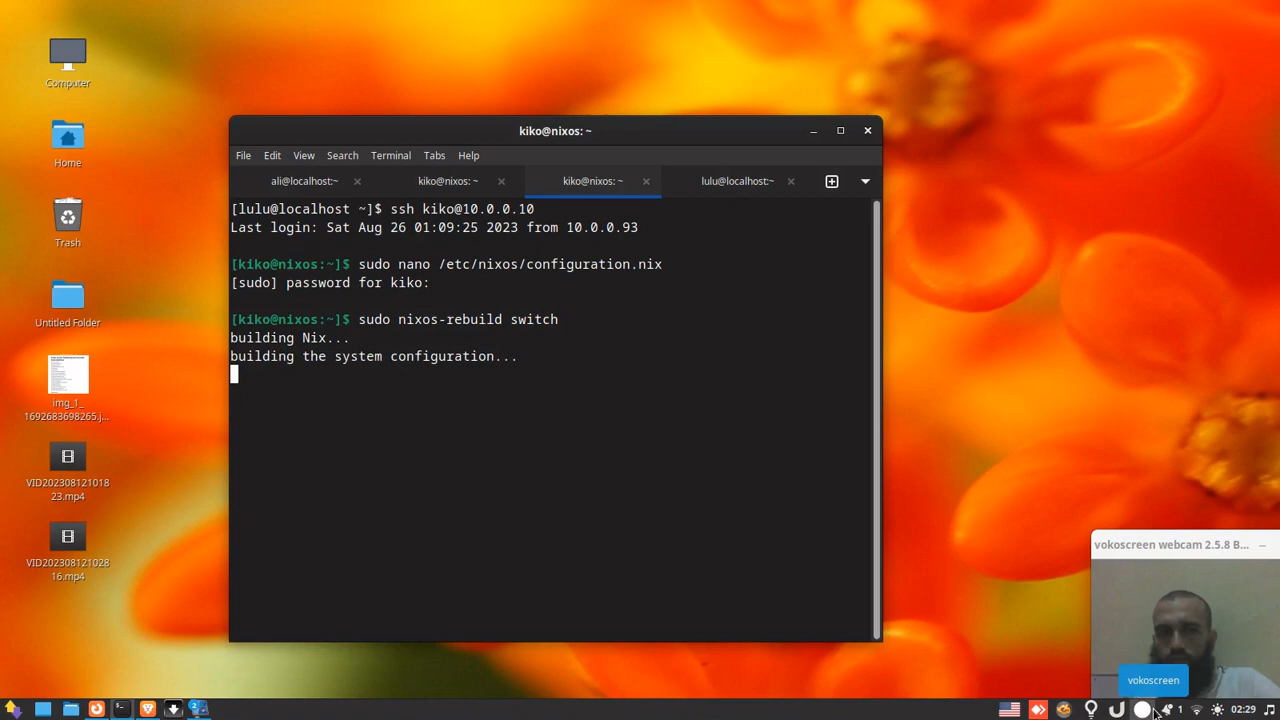 Computer
Home
Trash
Untitled Folder
img_1_
1692683698265.j...
VID202308121018
23.mp4
VID202308121028
16.mp4
kiko@nixos: ~
File Edit View Search Terminal Tabs Help
ali@localhost:~ kiko@nixos: ~ kiko@nixos: ~ lulu@localhost:~
[lulu@localhost ~]$ ssh kiko@10.0.0.10
Last login: Sat Aug 26 01:09:25 2023 from 10.0.0.93
[kiko@nixos:~]$ sudo nano /etc/nixos/configuration.nix
[sudo] password for kiko:
[kiko@nixos:~]$ sudo nixos-rebuild switch
building Nix...
building the system configuration...
vokoscreen webcam 2.5.8 B...
vokoscreen
2
1
02:29